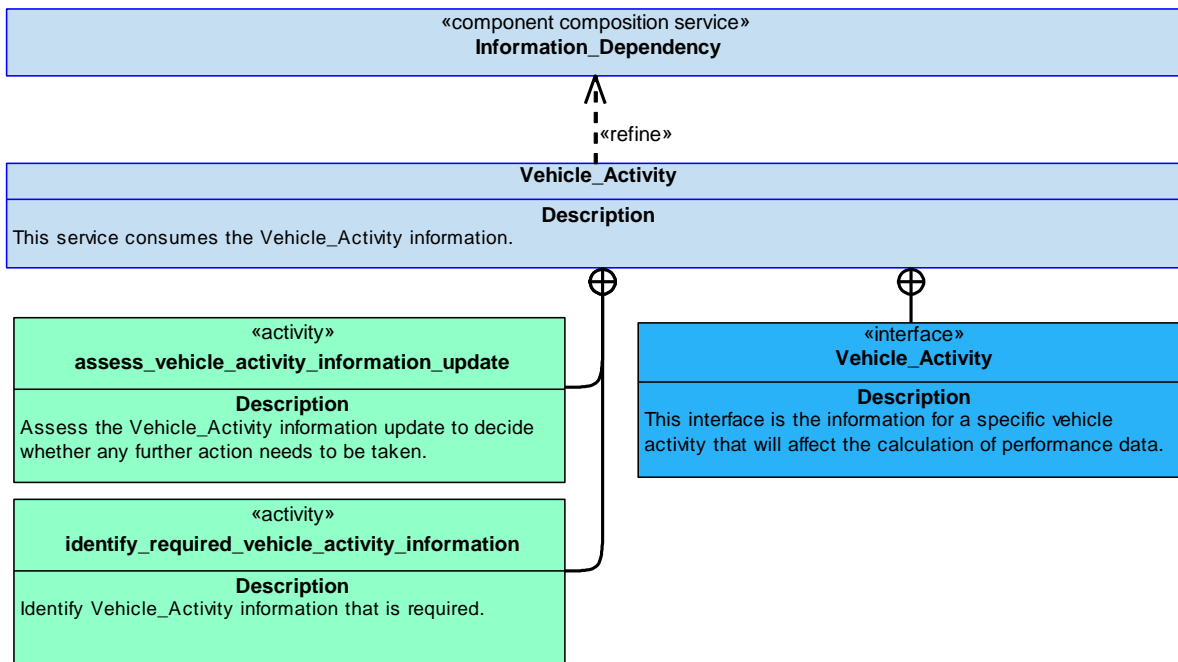 «component composition service»
Information_Dependency
«refine»
Vehicle_Activity
Description
This service consumes the Vehicle_Activity information.
«activity»
assess_vehicle_activity_information_update
Description
Assess the Vehicle_Activity information update to decide
whether any further action needs to be taken.
«interface»
Vehicle_Activity
Description
This interface is the information for a specific vehicle
activity that will affect the calculation of performance data.
«activity»
identify_required_vehicle_activity_information
Description
Identify Vehicle_Activity information that is required.